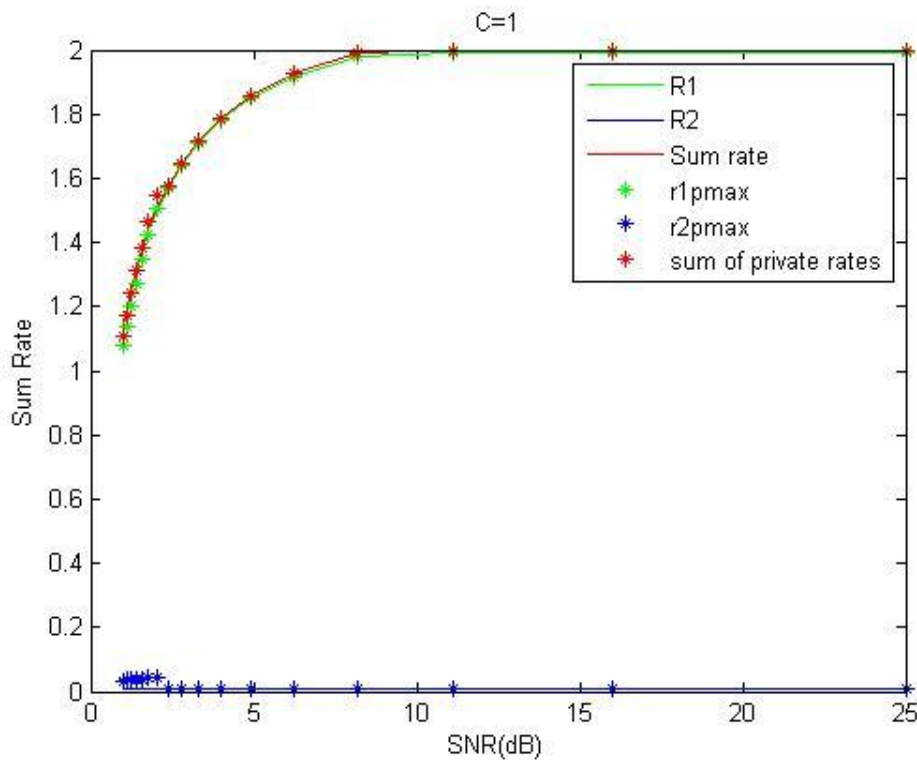 C=1
2
1.8
1.6
1.4
1.2
1
0.8
0.6
0.4
0.2
0
Sum Rate
R1
R2
Sum rate
r1pmax
r2pmax
sum of private rates
0 5 10 15 20 25
SNR(dB)